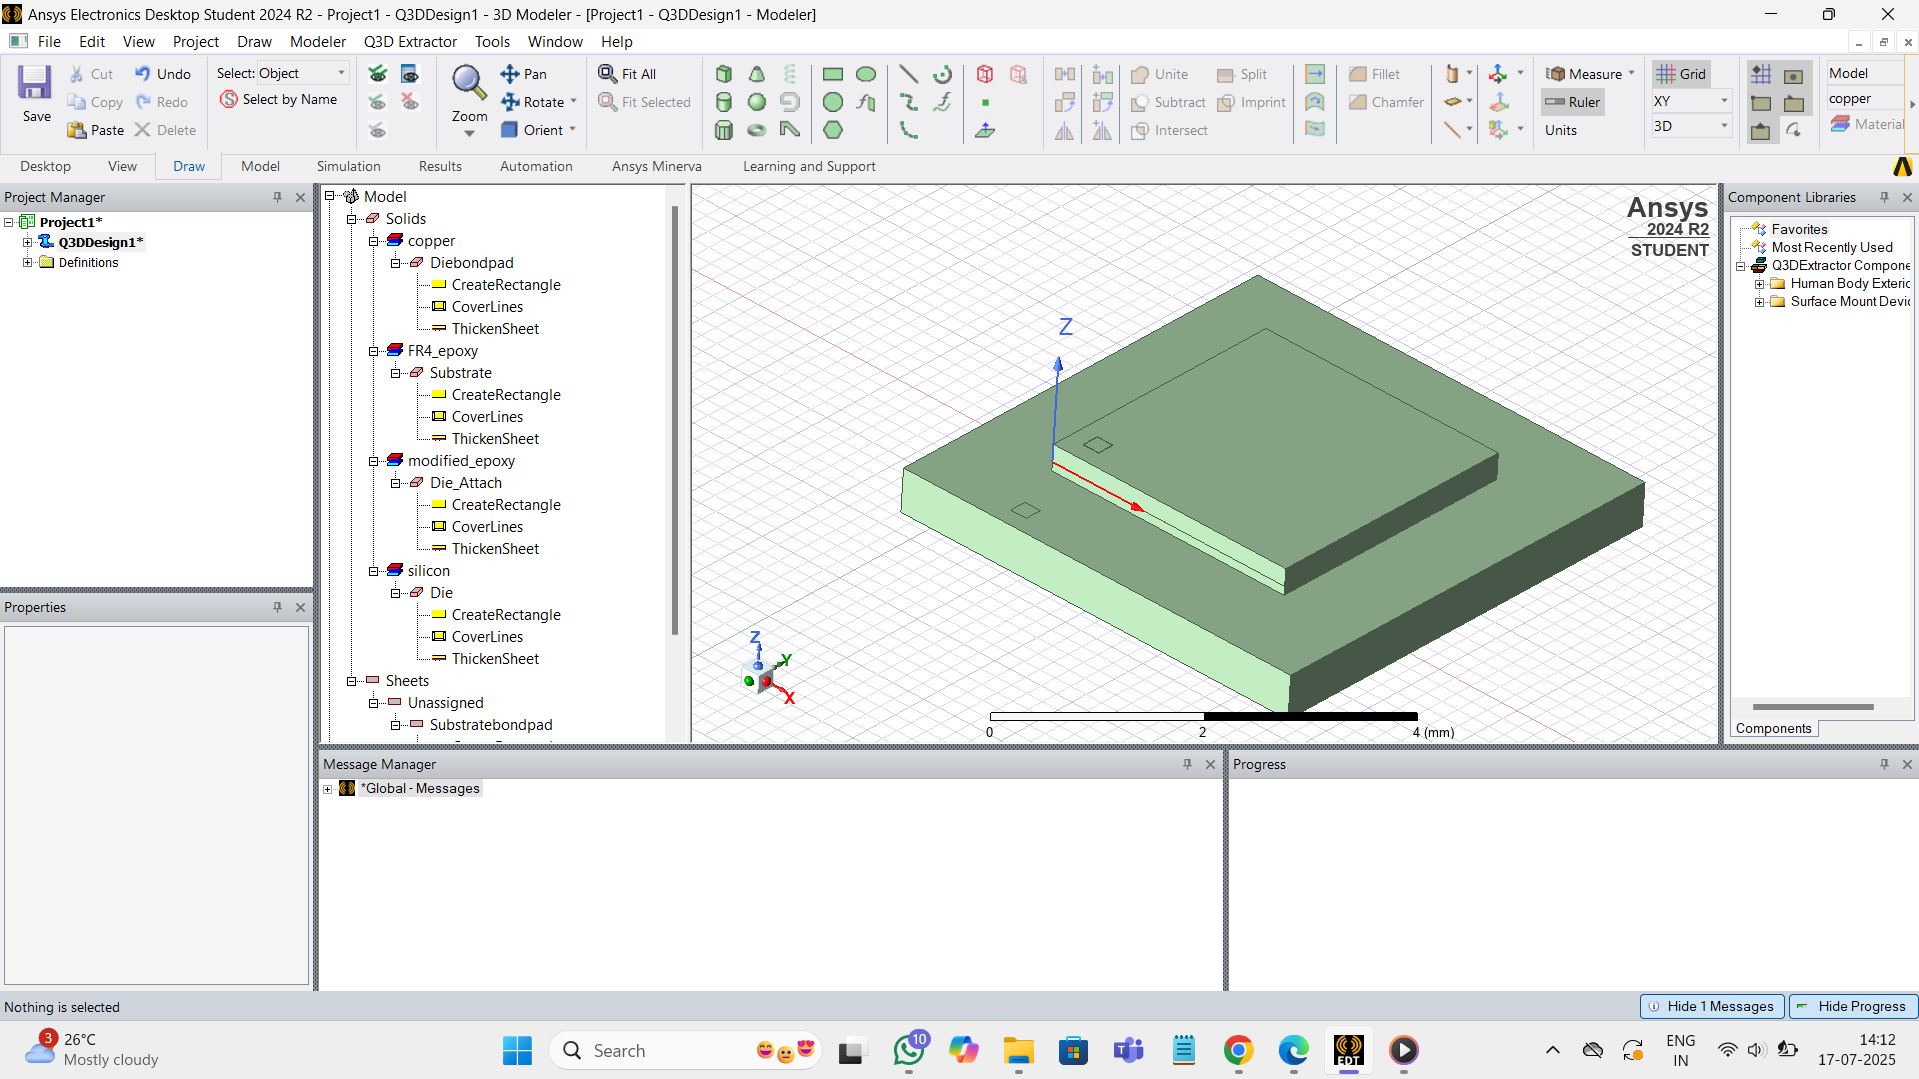 Ansys Electronics Desktop Student 2024 R2 - Project1 - Q3DDesign1 - 3D Modeler - [Project1 - Q3DDesign1 - Modeler]
File Edit View Project Draw Modeler Q3D Extractor Tools Window Help
Save
Cut
Copy
Paste
Undo
Redo
Delete
Select: Object
Select by Name
Zoom
Pan
Rotate
Orient
Fit All
Fit Selected
Unite
Subtract
Intersect
Split
Imprint
Fillet
Chamfer
Measure
Ruler
Units
Grid
XY
3D
Model
copper
Material
Desktop View Draw Model Simulation Results Automation Ansys Minerva Learning and Support
Project Manager
Project1*
Q3DDesign1*
Definitions
Properties
Model
Solids
copper
Diebondpad
CreateRectangle
CoverLines
ThickenSheet
FR4_epoxy
Substrate
CreateRectangle
CoverLines
ThickenSheet
modified_epoxy
Die_Attach
CreateRectangle
CoverLines
ThickenSheet
silicon
Die
CreateRectangle
CoverLines
ThickenSheet
Sheets
Unassigned
Substratebondpad
Ansys
2024 R2
STUDENT
Z
Z
Y
X
0 2 4 (mm)
Component Libraries
Favorites
Most Recently Used
Q3DExtractor Compone
Human Body Exteric
Surface Mount Devi
Components
Message Manager
*Global - Messages
Progress
Nothing is selected
Hide 1 Messages
Hide Progress
3
26°C
Mostly cloudy
Search
10
EDT
ENG
IN
14:12
17-07-2025